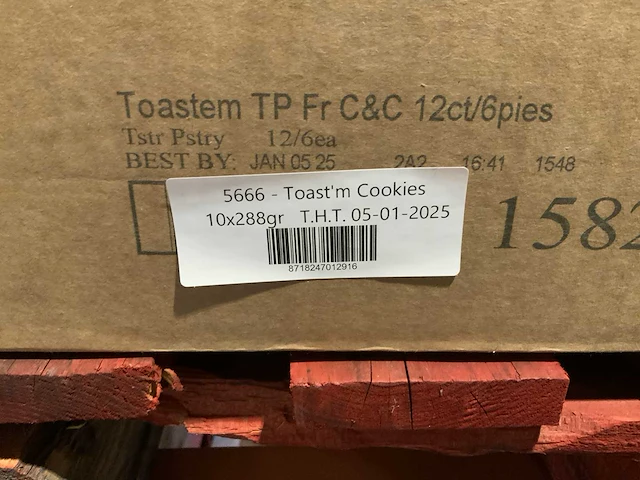 Toastem TP Fr C&C 12ct/6pies
Tstr Pstry 12/6ea
BEST BY: JAN 05 25 2A2 16:41 1548
5666 - Toast'm Cookies
10x288gr T.H.T. 05-01-2025
8718247012916
1582